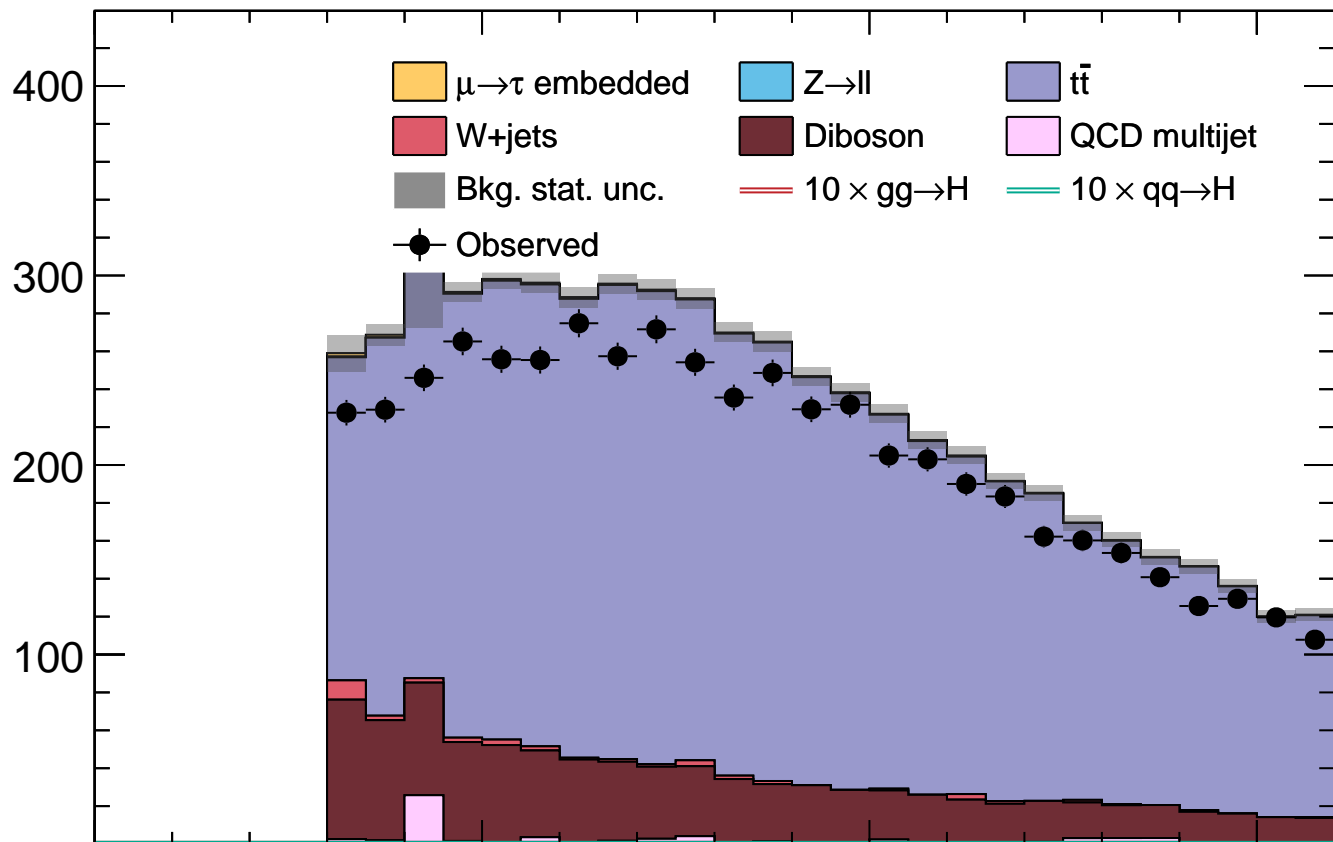 400
μ→τ embedded Z→ll tt̄
W+jets Diboson QCD multijet
Bkg. stat. unc. 10 × gg→H 10 × qq→H
Observed
300
200
100